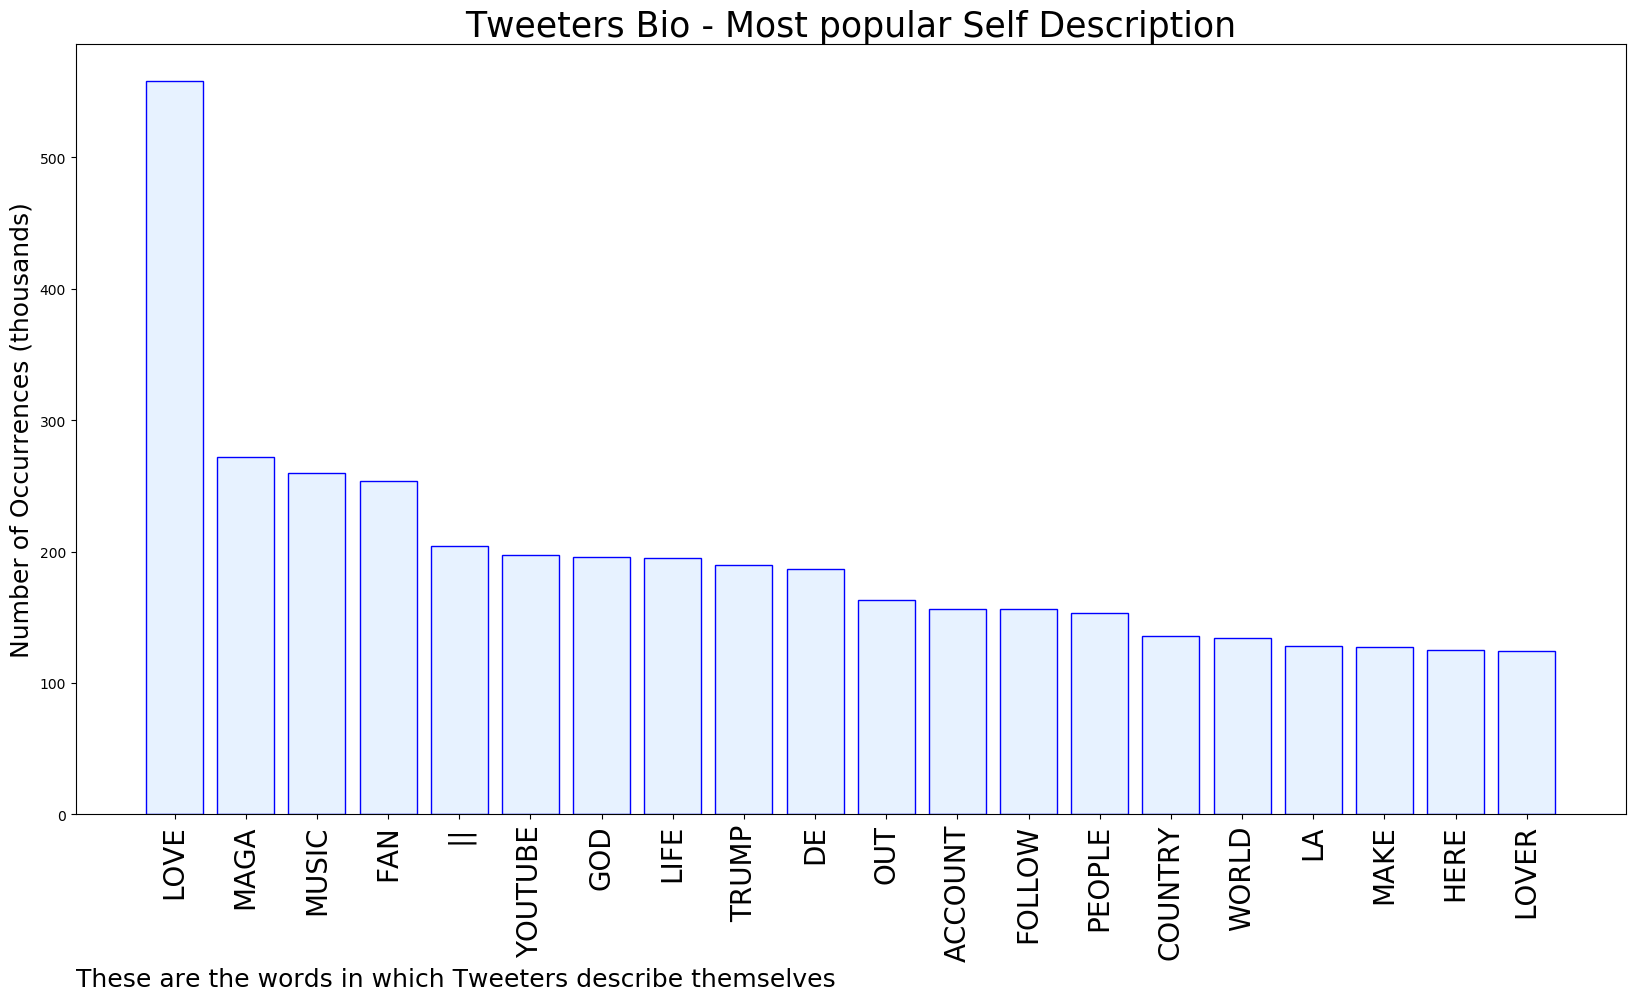 Tweeters Bio - Most popular Self Description
Number of Occurrences (thousands)
500
400
300
200
100
0
LOVE
MAGA
MUSIC
FAN
||
YOUTUBE
GOD
LIFE
TRUMP
DE
OUT
ACCOUNT
FOLLOW
PEOPLE
COUNTRY
WORLD
LA
MAKE
HERE
LOVER
These are the words in which Tweeters describe themselves